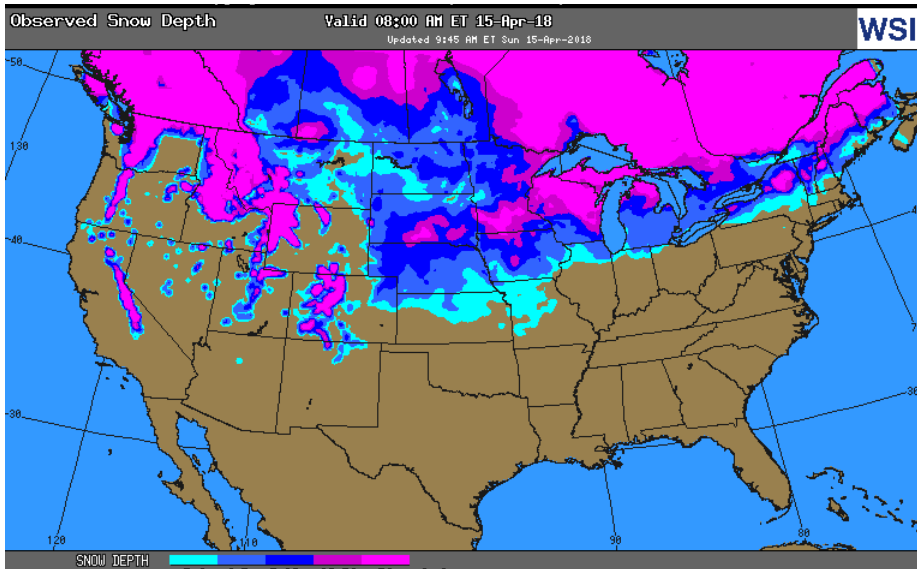 Observed Snow Depth
Valid 08:00 AM ET 15-Apr-18
Updated 9:45 AM ET Sun 15-Apr-2018
WSI
50
130
40
30
120
110
90
80
30
SNOW DEPTH